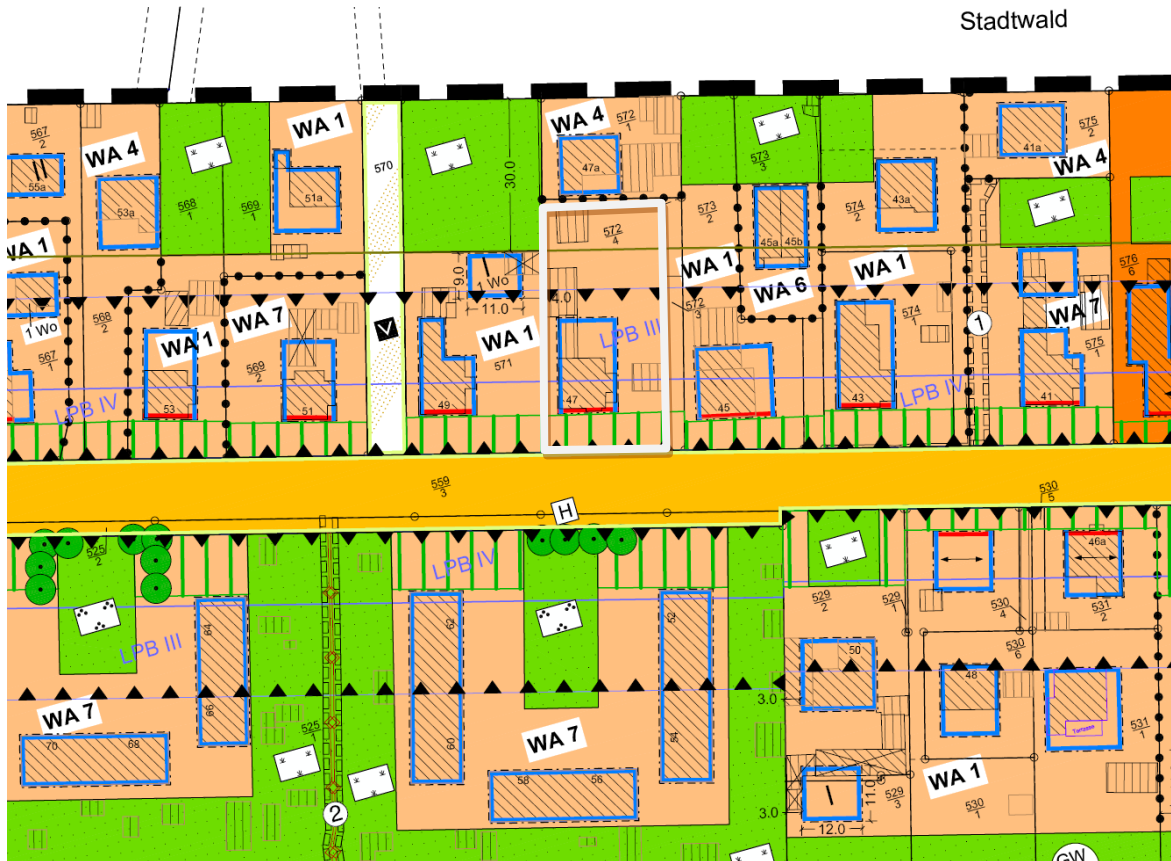 Stadtwald
567
2
WA 4
55a
II
53a
568
1
569
1
WA 1
51a
570
30.0
WA 4
572
1
47a
573
3
575
2
41a
WA 4
WA 1
572
4
573
2
574
2
43a
45a
45b
576
6
WA 1
1 Wo
568
2
WA 7
9.0
I
1 Wo
11.0
4.0
572
3
WA 6
WA 1
574
1
1
WA 7
575
1
567
1
WA 1
569
2
V
WA 1
571
LPB III
LPB IV
53
51
49
47
45
43
LPB IV
41
559
3
H
530
5
525
2
LPB IV
46a
64
62
52
529
2
529
1
530
4
531
2
LPB III
530
6
50
48
WA 7
66
60
54
3.0
Terrasse
531
1
70
68
525
1
WA 7
58
56
WA 1
I
11.0
529
3
530
1
2
3.0
12.0
GW